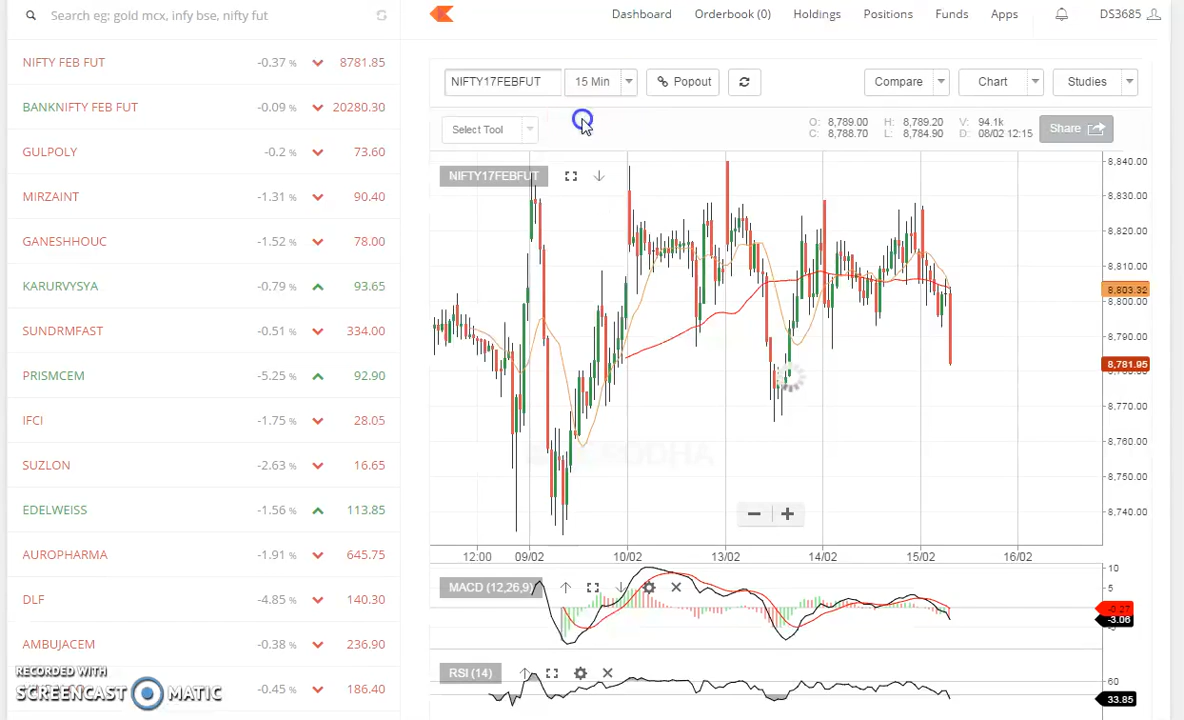 Search eg: gold mcx, infy bse, nifty fut
Dashboard Orderbook (0) Holdings Positions Funds Apps DS3685
NIFTY FEB FUT -0.37 % 8781.85
BANKNIFTY FEB FUT -0.09 % 20280.30
GULPOLY -0.2 % 73.60
MIRZAINT -1.31 % 90.40
GANESHHOUC -1.52 % 78.00
KARURVYSYA -0.79 % 93.65
SUNDRMFAST -0.51 % 334.00
PRISMCEM -5.25 % 92.90
IFCI -1.75 % 28.05
SUZLON -2.63 % 16.65
EDELWEISS -1.56 % 113.85
AUROPHARMA -1.91 % 645.75
DLF -4.85 % 140.30
AMBUJACEM -0.38 % 236.90
-0.45 % 186.40
RECORDED WITH
SCREENCAST MATIC
NIFTY17FEBFUT 15 Min Popout Compare Chart Studies
Select Tool
O: 8,789.00 H: 8,789.20 V: 94.1k
C: 8,788.70 L: 8,784.90 D: 08/02 12:15
Share
NIFTY17FEBFUT
8,840.00
8,830.00
8,820.00
8,810.00
8,803.32
8,800.00
8,790.00
8,781.95
8,770.00
8,760.00
8,750.00
8,740.00
12:00 09/02 10/02 13/02 14/02 15/02 16/02
MACD (12,26,9)
10
5
-0.27
-3.06
RSI (14)
60
33.85